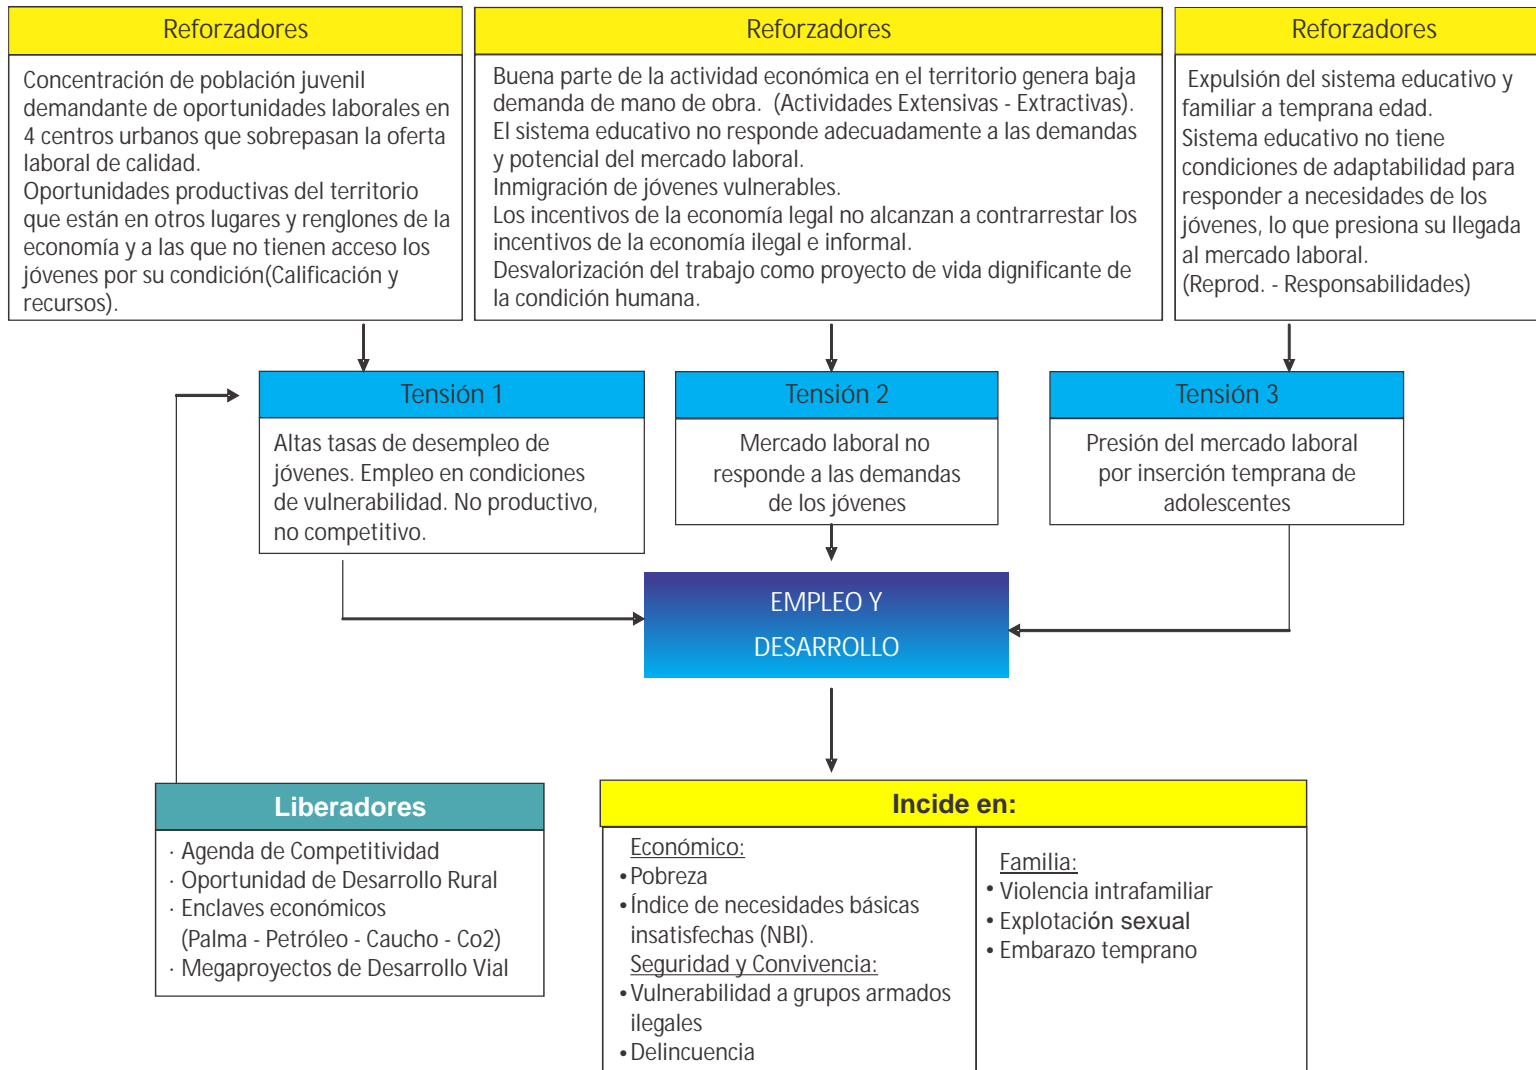 Reforzadores
Concentración de población juvenil
demandante de oportunidades laborales en
4 centros urbanos que sobrepasan la oferta
laboral de calidad.
Oportunidades productivas del territorio
que están en otros lugares y renglones de la
economía y a las que no tienen acceso los
jóvenes por su condición(Calificación y
recursos).
Reforzadores
Buena parte de la actividad económica en el territorio genera baja
demanda de mano de obra.  (Actividades Extensivas - Extractivas).
El sistema educativo no responde adecuadamente a las demandas
y potencial del mercado laboral.
Inmigración de jóvenes vulnerables.
Los incentivos de la economía legal no alcanzan a contrarrestar los
incentivos de la economía ilegal e informal.
Desvalorización del trabajo como proyecto de vida dignificante de
la condición humana.
Reforzadores
Expulsión del sistema educativo y
familiar a temprana edad.
Sistema educativo no tiene
condiciones de adaptabilidad para
responder a necesidades de los
jóvenes, lo que presiona su llegada
al mercado laboral.
(Reprod. - Responsabilidades)
Tensión 1
Altas tasas de desempleo de
jóvenes. Empleo en condiciones
de vulnerabilidad. No productivo,
no competitivo.
Tensión 2
Mercado laboral no
responde a las demandas
de los jóvenes
Tensión 3
Presión del mercado laboral
por inserción temprana de
adolescentes
EMPLEO Y
DESARROLLO
Liberadores
· Agenda de Competitividad
· Oportunidad de Desarrollo Rural
· Enclaves económicos
(Palma - Petróleo - Caucho - Co2)
· Megaproyectos de Desarrollo Vial
Incide en:
Económico:
• Pobreza
• Índice de necesidades básicas
insatisfechas (NBI).
Seguridad y Convivencia:
• Vulnerabilidad a grupos armados
ilegales
• Delincuencia
Familia:
• Violencia intrafamiliar
• Explotación sexual
• Embarazo temprano